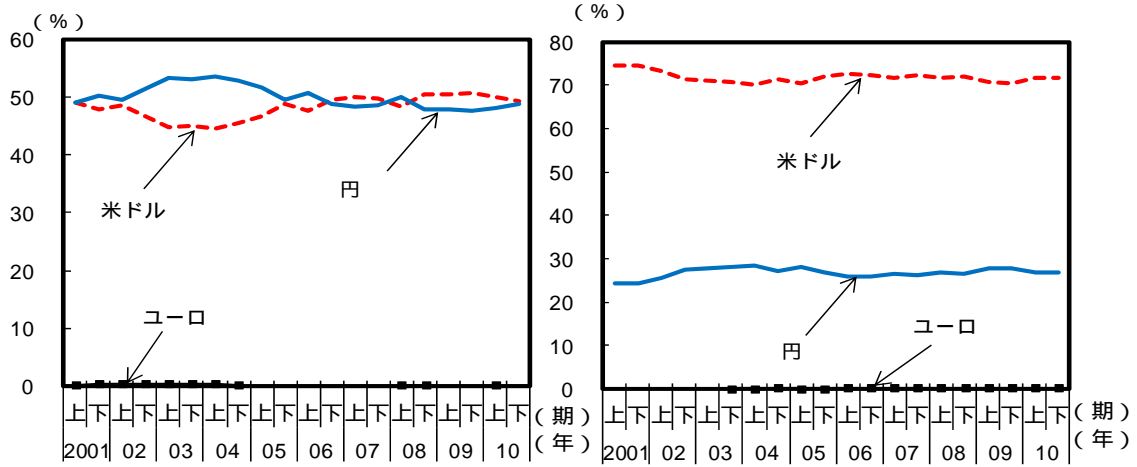 (%)
60
50
40
30
20
10
0
米ドル
円
ユーロ
上 下 上 下 上 下 上 下 上 下 上 下 上 下 上 下 上 下 上 下 (期)
2001 02 03 04 05 06 07 08 09 10 (年)
(%)
80
70
60
50
40
30
20
10
0
米ドル
円
ユーロ
上 下 上 下 上 下 上 下 上 下 上 下 上 下 上 下 上 下 上 下 (期)
2001 02 03 04 05 06 07 08 09 10 (年)